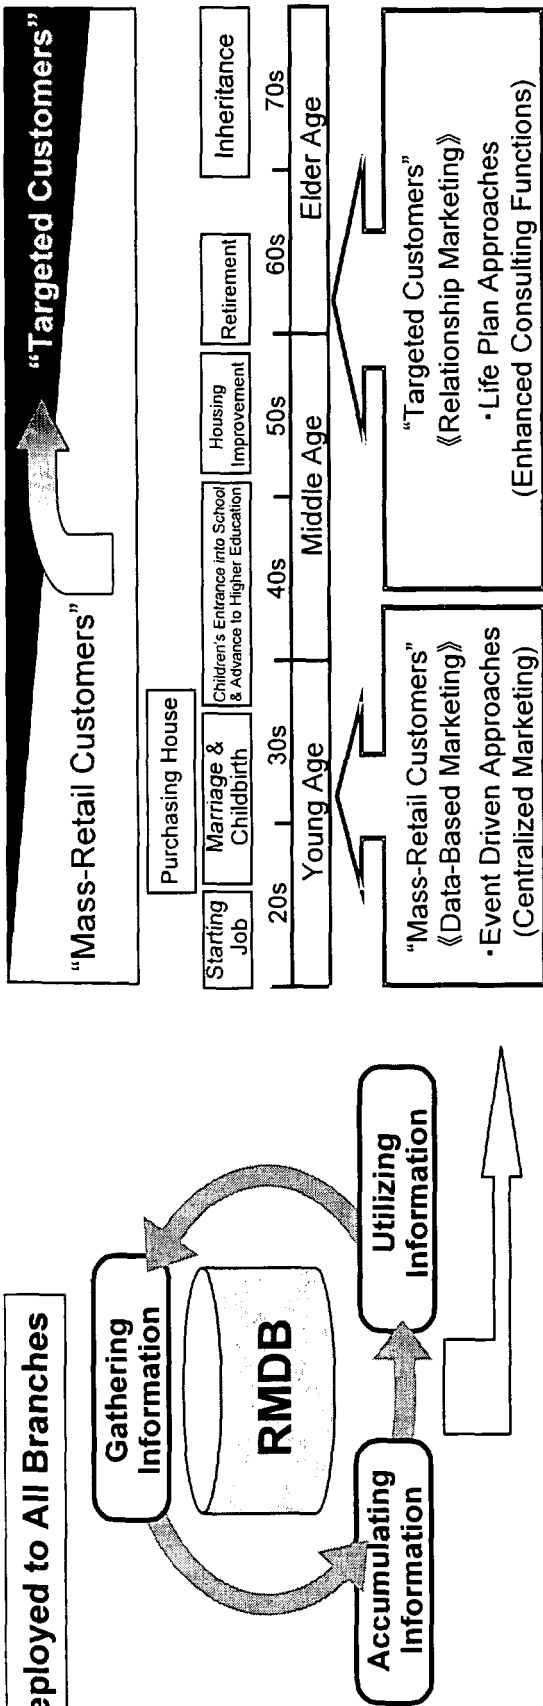 eployed to All Branches
Gathering
Information
RMDB
Accumulating
Information
Utilizing
Information
“Mass-Retail Customers”
“Targeted Customers”
Purchasing House
Starting
Job
Marriage &
Childbirth
Children's Entrance into School
& Advance to Higher Education
Housing
Improvement
Retirement
Inheritance
20s
30s
40s
50s
60s
70s
Young Age
Middle Age
Elder Age
“Mass-Retail Customers”
《Data-Based Marketing》
・Event Driven Approaches
(Centralized Marketing)
“Targeted Customers”
《Relationship Marketing》
・Life Plan Approaches
(Enhanced Consulting Functions)